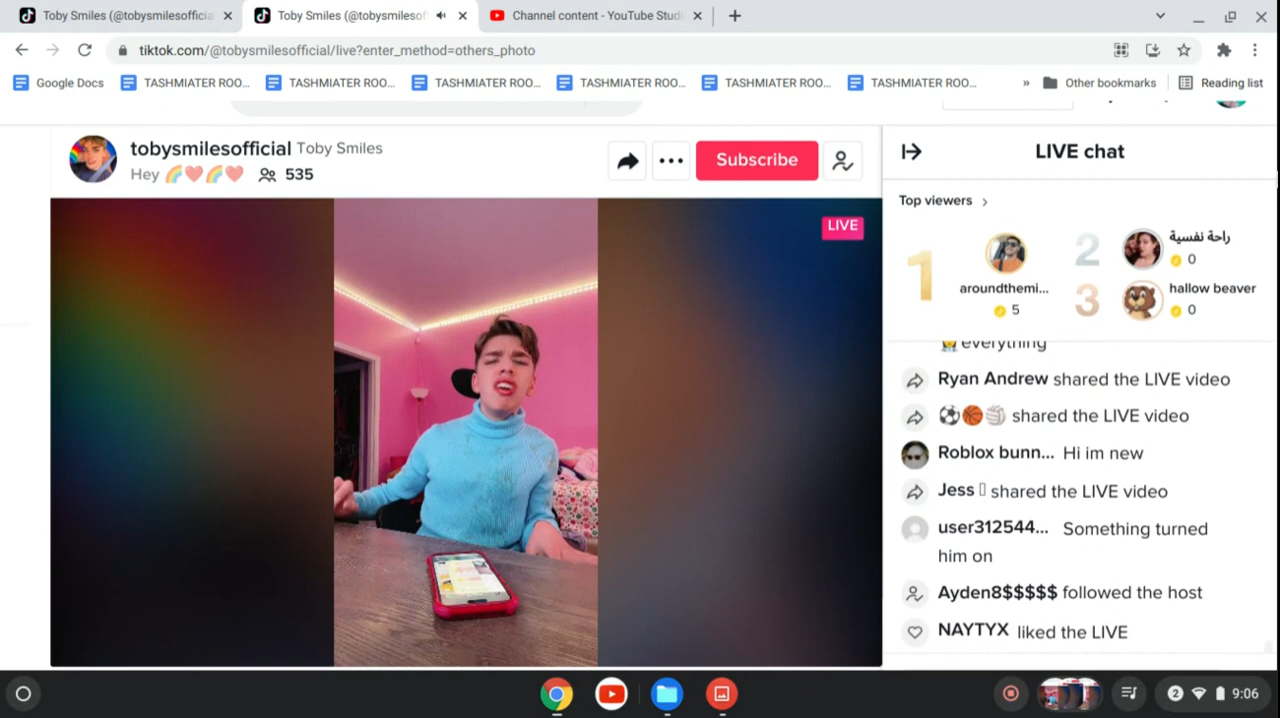 Toby Smiles (@tobysmilesofficia
Toby Smiles (@tobysmilesof
Channel content - YouTube Studi
tiktok.com/@tobysmilesofficial/live?enter_method=others_photo
Google Docs
TASHMIATER ROO...
TASHMIATER ROO...
TASHMIATER ROO...
TASHMIATER ROO...
TASHMIATER ROO...
TASHMIATER ROO...
»
Other bookmarks
Reading list
tobysmilesofficial Toby Smiles
Hey 🌈❤️🌈❤️ 535
Subscribe
LIVE chat
LIVE
Top viewers
1
aroundthemi...
5
2
راحة نفسية
0
3
hallow beaver
0
everything
Ryan Andrew shared the LIVE video
⚽🏀🏐 shared the LIVE video
Roblox bunn... Hi im new
Jess shared the LIVE video
user312544... Something turned
him on
Ayden8$$$$$ followed the host
NAYTYX liked the LIVE
2
9:06